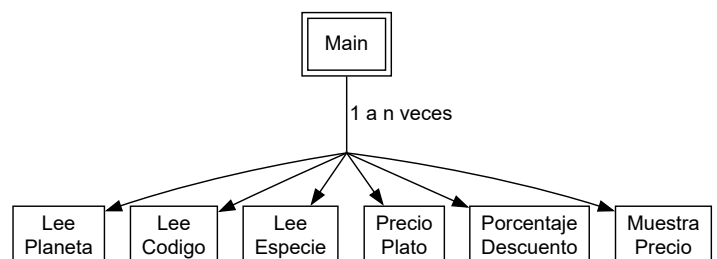 Main
1 a n veces
Lee
Planeta
Lee
Codigo
Lee
Especie
Precio
Plato
Porcentaje
Descuento
Muestra
Precio